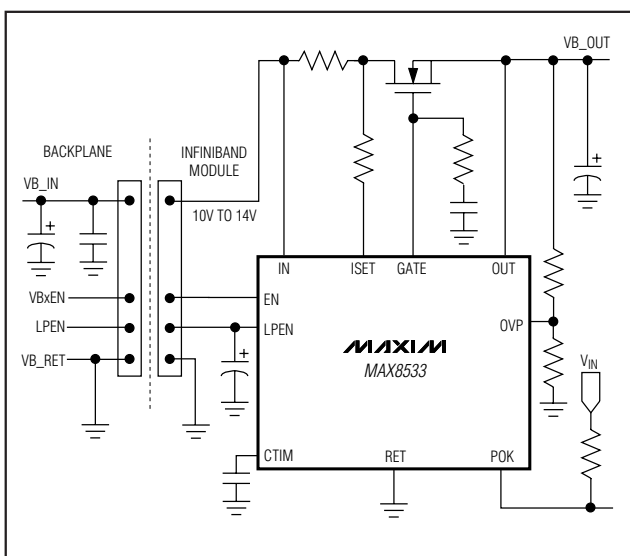 VB_OUT
BACKPLANE
INFINIBAND
MODULE
VB_IN
+
10V TO 14V
+
IN
ISET
GATE
OUT
VBxEN
EN
LPEN
LPEN
OVP
+
MAXIM
MAX8533
VB_RET
VIN
CTIM
RET
POK